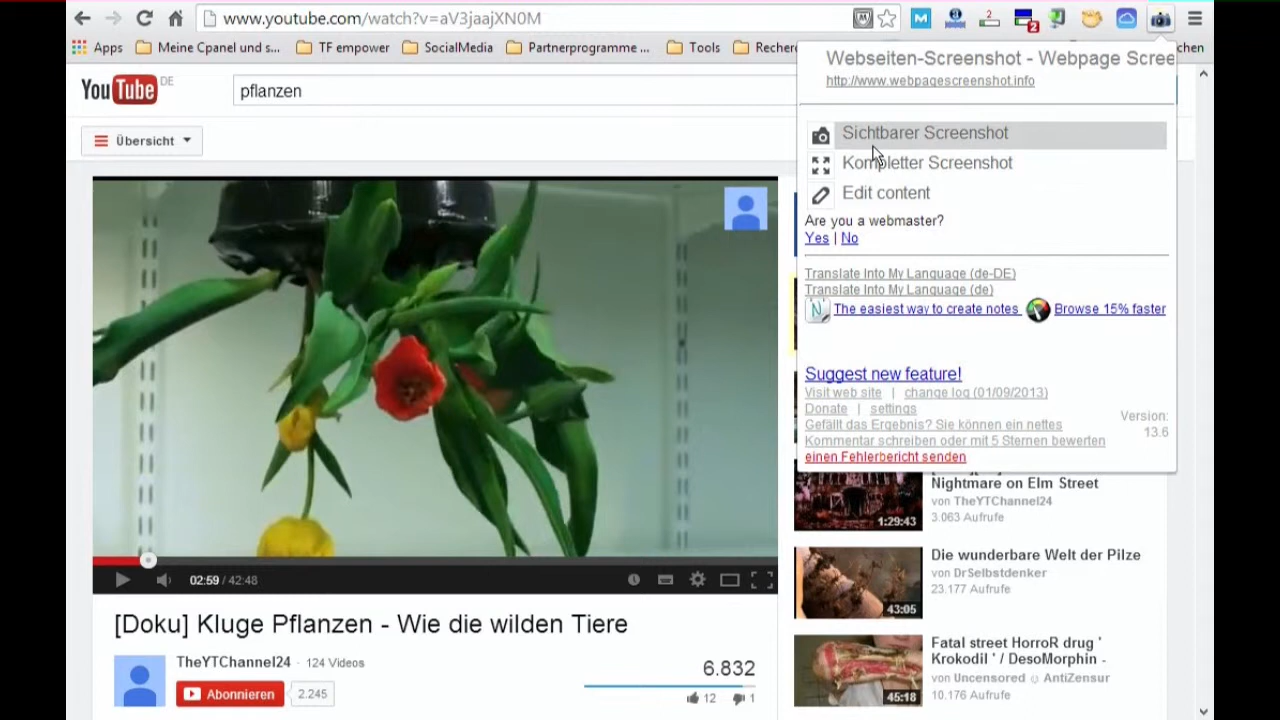 www.youtube.com/watch?v=aV3jaajXN0M
2
2
Apps Meine Cpanel und s... TF empower SocialMedia Partnerprogramme ... Tools Recher chen
YouTube DE
pflanzen
Übersicht
Webseiten-Screenshot - Webpage Scree
http://www.webpagescreenshot.info
Sichtbarer Screenshot
Kompletter Screenshot
Edit content
Are you a webmaster?
Yes | No
Translate Into My Language (de-DE)
Translate Into My Language (de)
The easiest way to create notes Browse 15% faster
Suggest new feature!
Visit web site | change log (01/09/2013)
Donate | settings
Gefällt das Ergebnis? Sie können ein nettes
Kommentar schreiben oder mit 5 Sternen bewerten
einen Fehlerbericht senden
Version:
13.6
02:59 / 42:48
[Doku] Kluge Pflanzen - Wie die wilden Tiere
TheYTChannel24 · 124 Videos
Abonnieren 2.245
6.832
12 1
Nightmare on Elm Street
von TheYTChannel24
3.063 Aufrufe
1:29:43
Die wunderbare Welt der Pilze
von DrSelbstdenker
23.177 Aufrufe
43:05
Fatal street HorroR drug '
Krokodil ' / DesoMorphin -
von Uncensored ☺ AntiZensur
10.176 Aufrufe
45:18